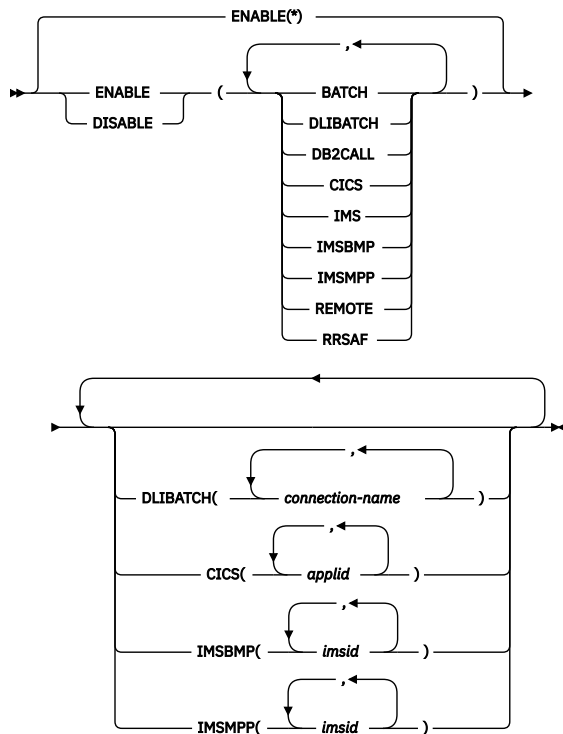 ENABLE(*)
,
ENABLE ( BATCH )
DISABLE DLIBATCH
DB2CALL
CICS
IMS
IMSBMP
IMSMPP
REMOTE
RRSAF
,
DLIBATCH( connection-name )
,
CICS( applid )
,
IMSBMP( imsid )
,
IMSMPP( imsid )